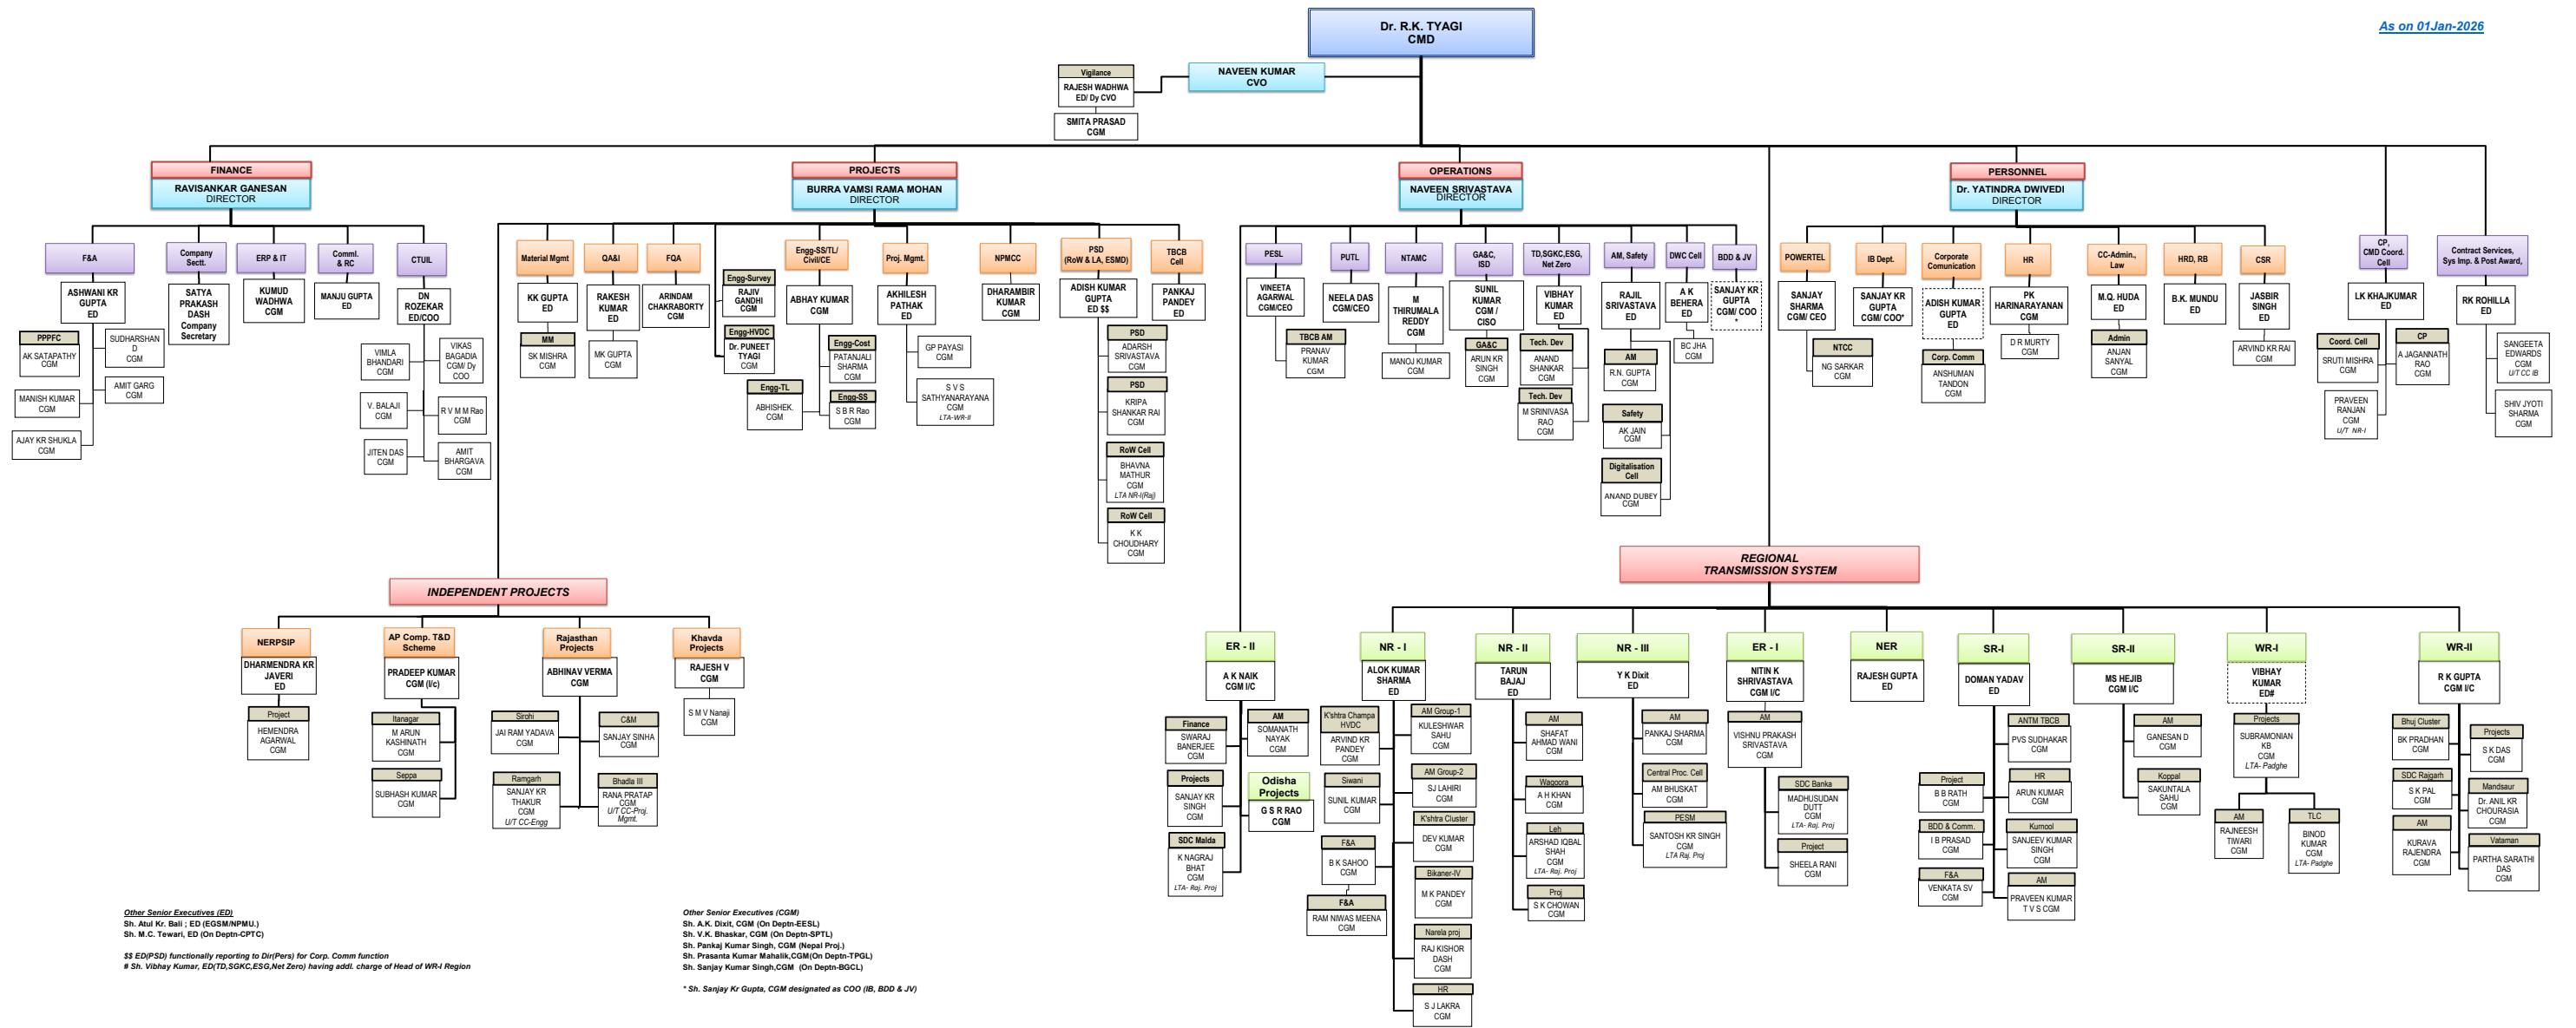 Dr. R.K. TYAGI
CMD
As on 01Jan-2026
NAVEEN KUMAR
CVO
Vigilance
RAJESH WADHWA
ED/ Dy CVO
SMITA PRASAD
CGM
FINANCE
RAVISANKAR GANESAN
DIRECTOR
F&A
ASHWANI KR
GUPTA
ED
PPPFC
AK SATAPATHY
CGM
SUDHARSHAN
D
CGM
MANISH KUMAR
CGM
AMIT GARG
CGM
AJAY KR SHUKLA
CGM
Company
Sectt.
SATYA
PRAKASH
DASH
Company
Secretary
ERP & IT
KUMUD
WADHWA
CGM
Comml.
& RC
MANJU GUPTA
ED
CTUIL
DN
ROZEKAR
ED/COO
VIMLA
BHANDARI
CGM
VIKAS
BAGADIA
CGM/ Dy
COO
V. BALAJI
CGM
R V M M Rao
CGM
JITEN DAS
CGM
AMIT
BHARGAVA
CGM
PROJECTS
BURRA VAMSI RAMA MOHAN
DIRECTOR
Material Mgmt
KK GUPTA
ED
MM
SK MISHRA
CGM
QA&I
RAKESH
KUMAR
ED
MK GUPTA
CGM
FQA
ARINDAM
CHAKRABORTY
CGM
Engg-Survey
RAJIV
GANDHI
CGM
Engg-HVDC
Dr. PUNEET
TYAGI
CGM
Engg-SS/TL/
Civil/CE
ABHAY KUMAR
CGM
Engg-Cost
PATANJALI
SHARMA
CGM
Engg-TL
ABHISHEK.
CGM
Engg-SS
S B R Rao
CGM
Proj. Mgmt.
AKHILESH
PATHAK
ED
GP PAYASI
CGM
S V S
SATHYANARAYANA
CGM
LTA-WR-II
NPMCC
DHARAMBIR
KUMAR
CGM
PSD
(RoW & LA, ESMD)
ADISH KUMAR
GUPTA
ED $$
PSD
ADARSH
SRIVASTAVA
CGM
PSD
KRIPA
SHANKAR RAI
CGM
RoW Cell
BHAVNA
MATHUR
CGM
LTA NR-I(Raj)
RoW Cell
K K
CHOUDHARY
CGM
TBCB
Cell
PANKAJ
PANDEY
ED
OPERATIONS
NAVEEN SRIVASTAVA
DIRECTOR
PESL
VINEETA
AGARWAL
CGM/CEO
TBCB AM
PRANAV
KUMAR
CGM
PUTL
NEELA DAS
CGM/CEO
NTAMC
M
THIRUMALA
REDDY
CGM
MANOJ KUMAR
CGM
GA&C,
ISD
SUNIL
KUMAR
CGM /
CISO
GA&C
ARUN KR
SINGH
CGM
TD,SGKC,ESG,
Net Zero
VIBHAY
KUMAR
ED
Tech. Dev
ANAND
SHANKAR
CGM
Tech. Dev
M SRINIVASA
RAO
CGM
AM, Safety
RAJIL
SRIVASTAVA
ED
AM
R.N. GUPTA
CGM
Safety
AK JAIN
CGM
Digitalisation
Cell
ANAND DUBEY
CGM
DWC Cell
A K
BEHERA
ED
BC JHA
CGM
BDD & JV
SANJAY KR
GUPTA
CGM/ COO
*
PERSONNEL
Dr. YATINDRA DWIVEDI
DIRECTOR
POWERTEL
SANJAY
SHARMA
CGM/ CEO
NTCC
NG SARKAR
CGM
IB Dept.
SANJAY KR
GUPTA
CGM/ COO*
Corporate
Comunication
ADISH KUMAR
GUPTA
ED
Corp. Comm
ANSHUMAN
TANDON
CGM
HR
PK
HARINARAYANAN
CGM
D R MURTY
CGM
CC-Admin.,
Law
M.Q. HUDA
ED
Admin
ANJAN
SANYAL
CGM
HRD, RB
B.K. MUNDU
ED
CSR
JASBIR
SINGH
ED
ARVIND KR RAI
CGM
CP,
CMD Coord.
Cell
LK KHAJKUMAR
ED
Coord. Cell
SRUTI MISHRA
CGM
CP
A JAGANNATH
RAO
CGM
PRAVEEN
RANJAN
CGM
U/T NR-I
Contract Services,
Sys Imp. & Post Award,
RK ROHILLA
ED
SANGEETA
EDWARDS
CGM
U/T CC IB
SHIV JYOTI
SHARMA
CGM
INDEPENDENT PROJECTS
NERPSIP
DHARMENDRA KR
JAVERI
ED
Project
HEMENDRA
AGARWAL
CGM
AP Comp. T&D
Scheme
PRADEEP KUMAR
CGM (I/c)
Itanagar
M ARUN
KASHINATH
CGM
Seppa
SUBHASH KUMAR
CGM
Rajasthan
Projects
ABHINAV VERMA
CGM
Sirohi
JAI RAM YADAVA
CGM
C&M
SANJAY SINHA
CGM
Ramgarh
SANJAY KR
THAKUR
CGM
U/T CC-Engg
Bhadla III
RANA PRATAP
CGM
U/T CC-Proj.
Mgmt.
Khavda
Projects
RAJESH V
CGM
S M V Nanaji
CGM
REGIONAL
TRANSMISSION SYSTEM
ER - II
A K NAIK
CGM I/C
Finance
SWARAJ
BANERJEE
CGM
AM
SOMANATH
NAYAK
CGM
Projects
SANJAY KR
SINGH
CGM
Odisha
Projects
G S R RAO
CGM
SDC Malda
K NAGRAJ
BHAT
CGM
LTA- Raj. Proj
NR - I
ALOK KUMAR
SHARMA
ED
K'shtra Champa
HVDC
ARVIND KR
PANDEY
CGM
AM Group-1
KULESHWAR
SAHU
CGM
Siwani
SUNIL KUMAR
CGM
AM Group-2
SJ LAHIRI
CGM
K'shtra Cluster
DEV KUMAR
CGM
F&A
B K SAHOO
CGM
Bikaner-IV
M K PANDEY
CGM
F&A
RAM NIWAS MEENA
CGM
Narela proj
RAJ KISHOR
DASH
CGM
HR
S J LAKRA
CGM
NR - II
TARUN
BAJAJ
ED
AM
SHAFAT
AHMAD WANI
CGM
Wagoora
A H KHAN
CGM
Leh
ARSHAD IQBAL
SHAH
CGM
LTA- Raj. Proj
Proj
S K CHOWAN
CGM
NR - III
Y K Dixit
ED
AM
PANKAJ SHARMA
CGM
Central Proc. Cell
AM BHUSKAT
CGM
PESM
SANTOSH KR SINGH
CGM
LTA Raj. Proj
ER - I
NITIN K
SHRIVASTAVA
CGM I/C
AM
VISHNU PRAKASH
SRIVASTAVA
CGM
SDC Banka
MADHUSUDAN
DUTT
CGM
LTA- Raj. Proj
Project
SHEELA RANI
CGM
NER
RAJESH GUPTA
ED
SR-I
DOMAN YADAV
ED
ANTM TBCB
PVS SUDHAKAR
CGM
Project
B B RATH
CGM
HR
ARUN KUMAR
CGM
BDD & Comm.
I B PRASAD
CGM
Kurnool
SANJEEV KUMAR
SINGH
CGM
F&A
VENKATA SV
CGM
AM
PRAVEEN KUMAR
T V S CGM
SR-II
MS HEJIB
CGM I/C
AM
GANESAN D
CGM
Koppal
SAKUNTALA
SAHU
CGM
WR-I
VIBHAY
KUMAR
ED#
Projects
SUBRAMONIAN
KB
CGM
LTA- Padghe
AM
RAJNEESH
TIWARI
CGM
TLC
BINOD
KUMAR
CGM
LTA- Padghe
WR-II
R K GUPTA
CGM I/C
Bhuj Cluster
BK PRADHAN
CGM
Projects
S K DAS
CGM
SDC Rajgarh
S K PAL
CGM
Mandsaur
Dr. ANIL KR
CHOURASIA
CGM
AM
KURAVA
RAJENDRA
CGM
Vataman
PARTHA SARATHI
DAS
CGM
Other Senior Executives (ED)
Sh. Atul Kr. Bali ; ED (EGSM/NPMU.)
Sh. M.C. Tewari, ED (On Deptn-CPTC)
$$ ED(PSD) functionally reporting to Dir(Pers) for Corp. Comm function
# Sh. Vibhay Kumar, ED(TD,SGKC,ESG,Net Zero) having addl. charge of Head of WR-I Region
Other Senior Executives (CGM)
Sh. A.K. Dixit, CGM (On Deptn-EESL)
Sh. V.K. Bhaskar, CGM (On Deptn-SPTL)
Sh. Pankaj Kumar Singh, CGM (Nepal Proj.)
Sh. Prasanta Kumar Mahalik,CGM(On Deptn-TPGL)
Sh. Sanjay Kumar Singh,CGM (On Deptn-BGCL)
* Sh. Sanjay Kr Gupta, CGM designated as COO (IB, BDD & JV)